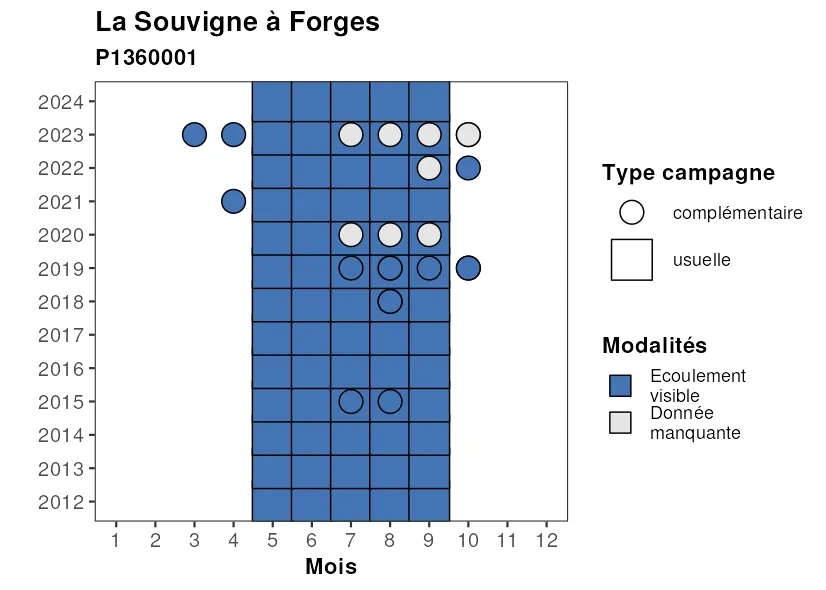 La Souvigne à Forges
P1360001
2024
2023
2022
2021
2020
2019
2018
2017
2016
2015
2014
2013
2012
1 2 3 4 5 6 7 8 9 10 11 12
Mois
Type campagne
complémentaire
usuelle
Modalités
Ecoulement
visible
Donnée
manquante